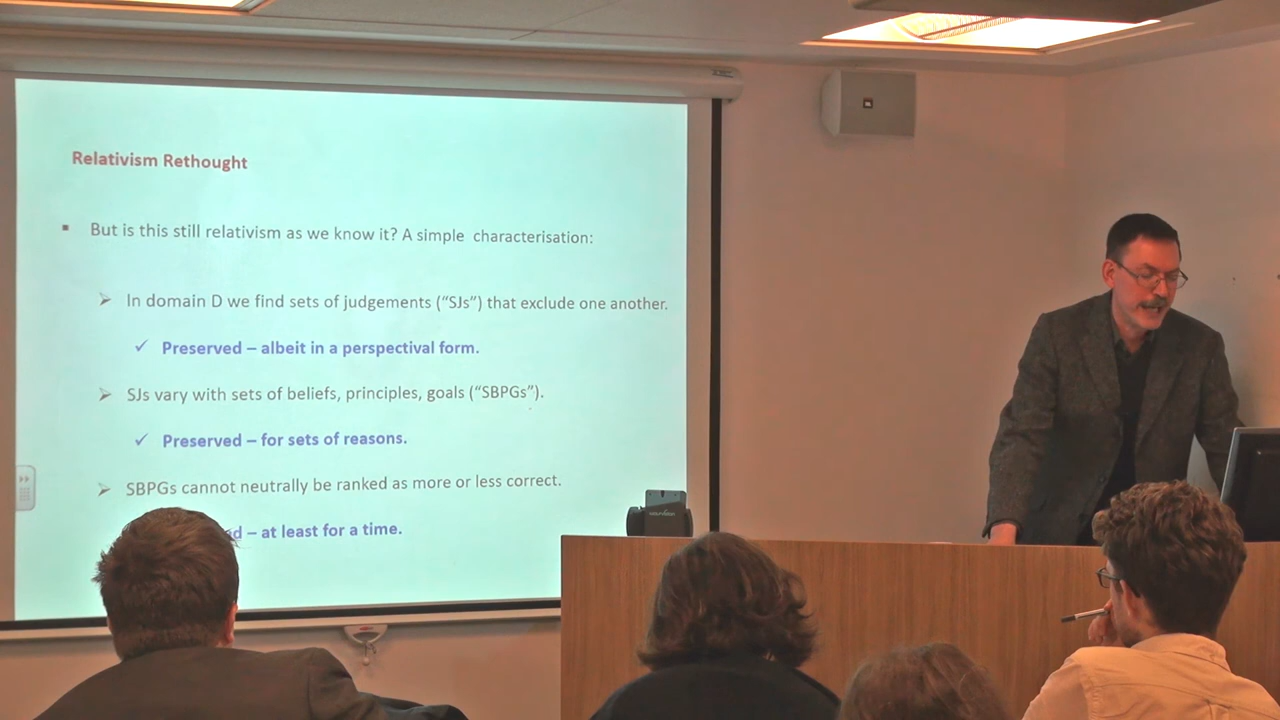 Relativism Rethought
▪ But is this still relativism as we know it? A simple characterisation:
➢ In domain D we find sets of judgements ("SJs") that exclude one another.
✓ Preserved – albeit in a perspectival form.
➢ SJs vary with sets of beliefs, principles, goals ("SBPGs").
✓ Preserved – for sets of reasons.
➢ SBPGs cannot neutrally be ranked as more or less correct.
– at least for a time.